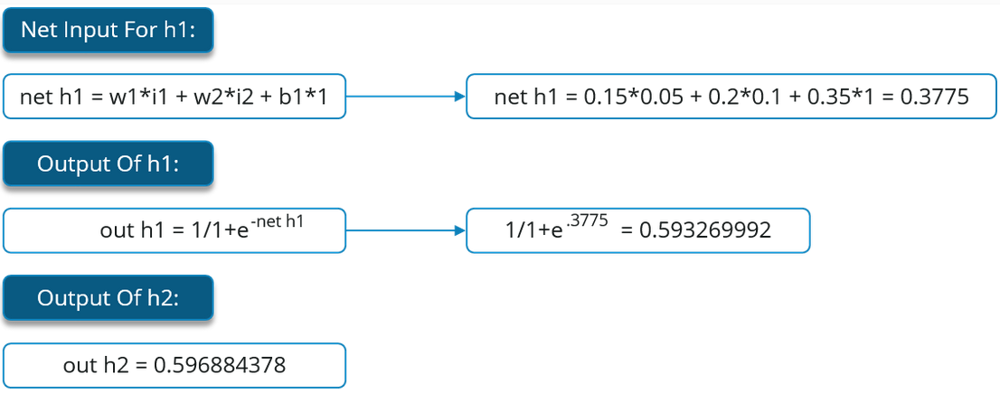 Net Input For h1:
net h1 = w1*i1 + w2*i2 + b1*1
net h1 = 0.15*0.05 + 0.2*0.1 + 0.35*1 = 0.3775
Output Of h1:
out h1 = 1/1+e^-net h1
1/1+e^.3775 = 0.593269992
Output Of h2:
out h2 = 0.596884378